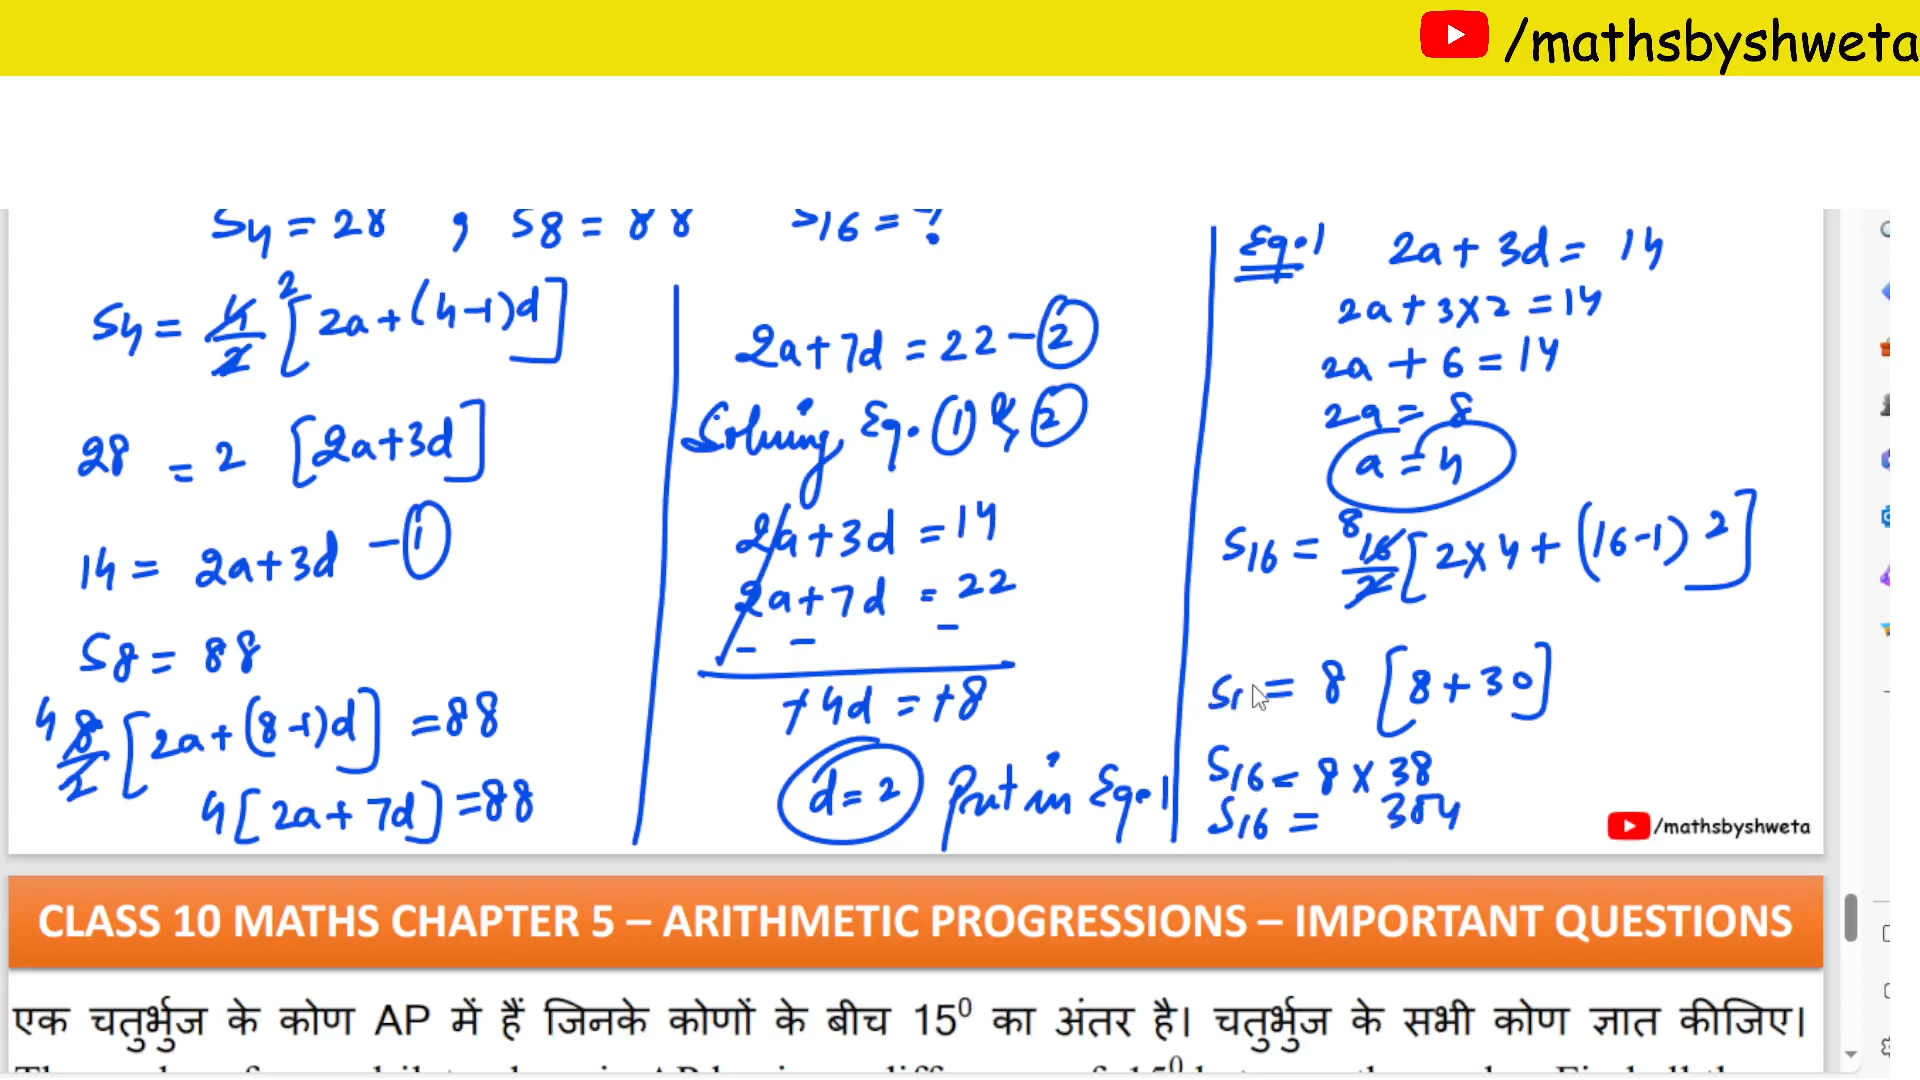 /mathsbyshweta
S4 = 28 , S8 = 88 S16 = ?
S4 = 4/2 2 [2a + (4-1)d]
28 = 2 [2a+3d]
14 = 2a+3d - 1
S8 = 88
4 8/2 [2a + (8-1)d] = 88
4[2a + 7d] = 88
2a + 7d = 22 - 2
Solving Eq. 1 & 2
2a + 3d = 14
2a + 7d = 22
- - -
+4d = +8
d = 2 Put in Eq.1
Eq.1 2a + 3d = 14
2a + 3x2 = 14
2a + 6 = 14
2a = 8
a = 4
S16 = 8 16/2 [2x4 + (16-1) 2]
S1 = 8 [8 + 30]
S16 = 8 x 38
S16 = 304
/mathsbyshweta
CLASS 10 MATHS CHAPTER 5 – ARITHMETIC PROGRESSIONS – IMPORTANT QUESTIONS
एक चतुर्भुज के कोण AP में हैं जिनके कोणों के बीच 15⁰ का अंतर है। चतुर्भुज के सभी कोण ज्ञात कीजिए।